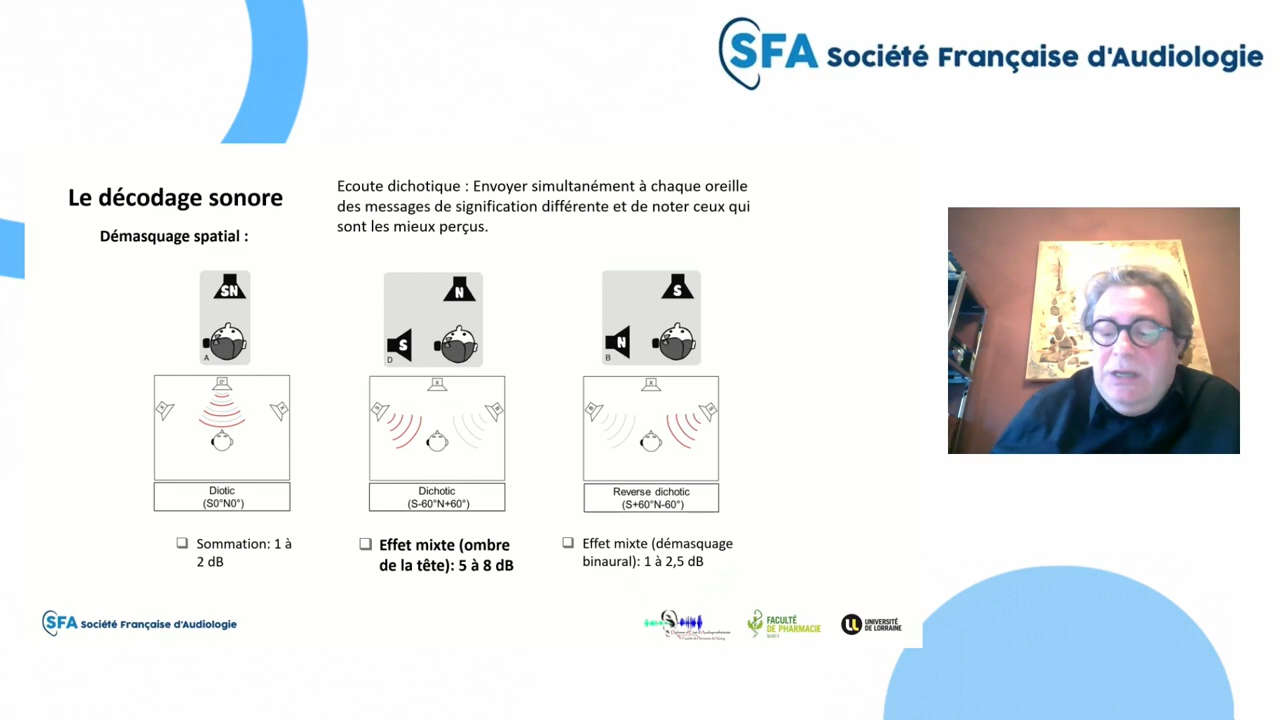 SFA Société Française d'Audiologie
Le décodage sonore
Démasquage spatial :
Ecoute dichotique : Envoyer simultanément à chaque oreille
des messages de signification différente et de noter ceux qui
sont les mieux perçus.
SN
A
N
S
D
S
N
B
0°
Diotic
(S0°N0°)
Dichotic
(S-60°N+60°)
Reverse dichotic
(S+60°N-60°)
Sommation: 1 à
2 dB
Effet mixte (ombre
de la tête): 5 à 8 dB
Effet mixte (démasquage
binaural): 1 à 2,5 dB
SFA Société Française d'Audiologie
FACULTÉ
DE PHARMACIE
NANCY
UNIVERSITÉ
DE LORRAINE